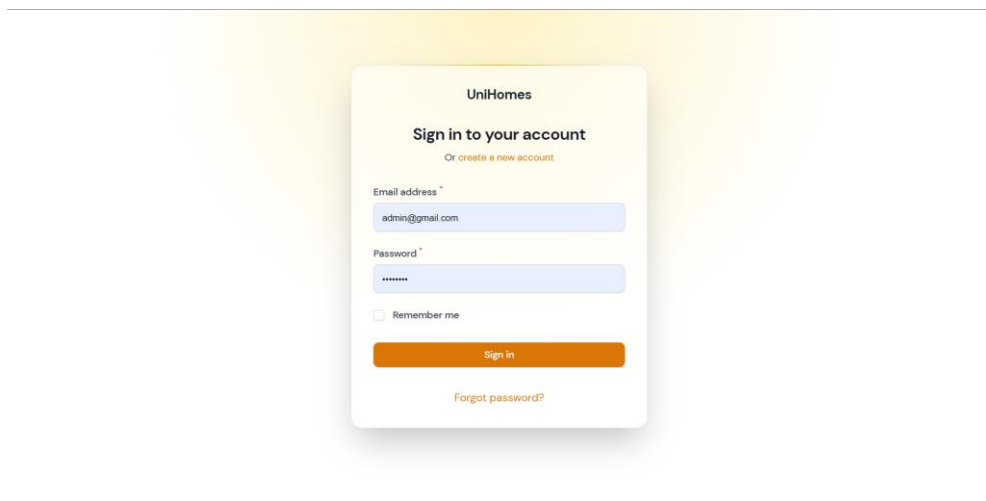 UniHomes
Sign in to your account
Or create a new account
Email address *
admin@gmail.com
Password *
••••••••
Remember me
Sign in
Forgot password?